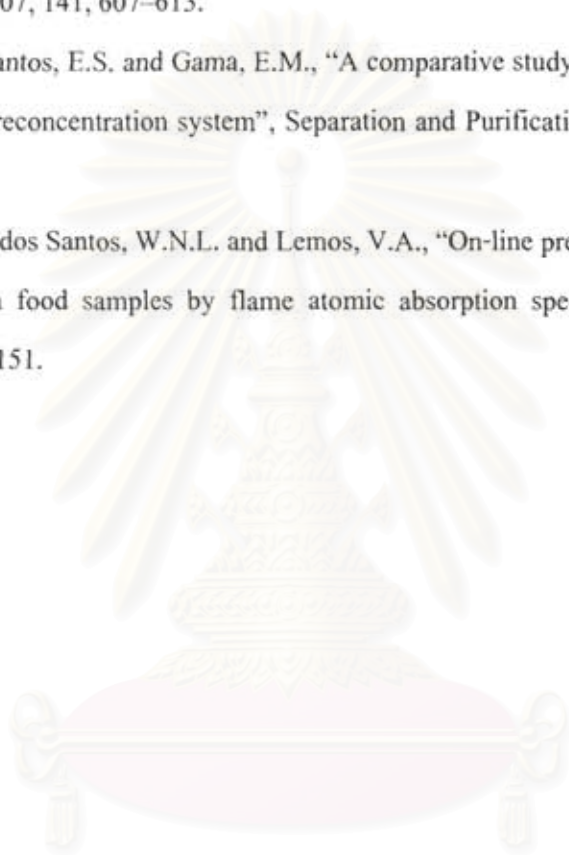 07, 141, 607–613.
antos, E.S. and Gama, E.M., “A comparative study
reconcentration system”, Separation and Purificati
dos Santos, W.N.L. and Lemos, V.A., “On-line pre
food samples by flame atomic absorption spe
151.